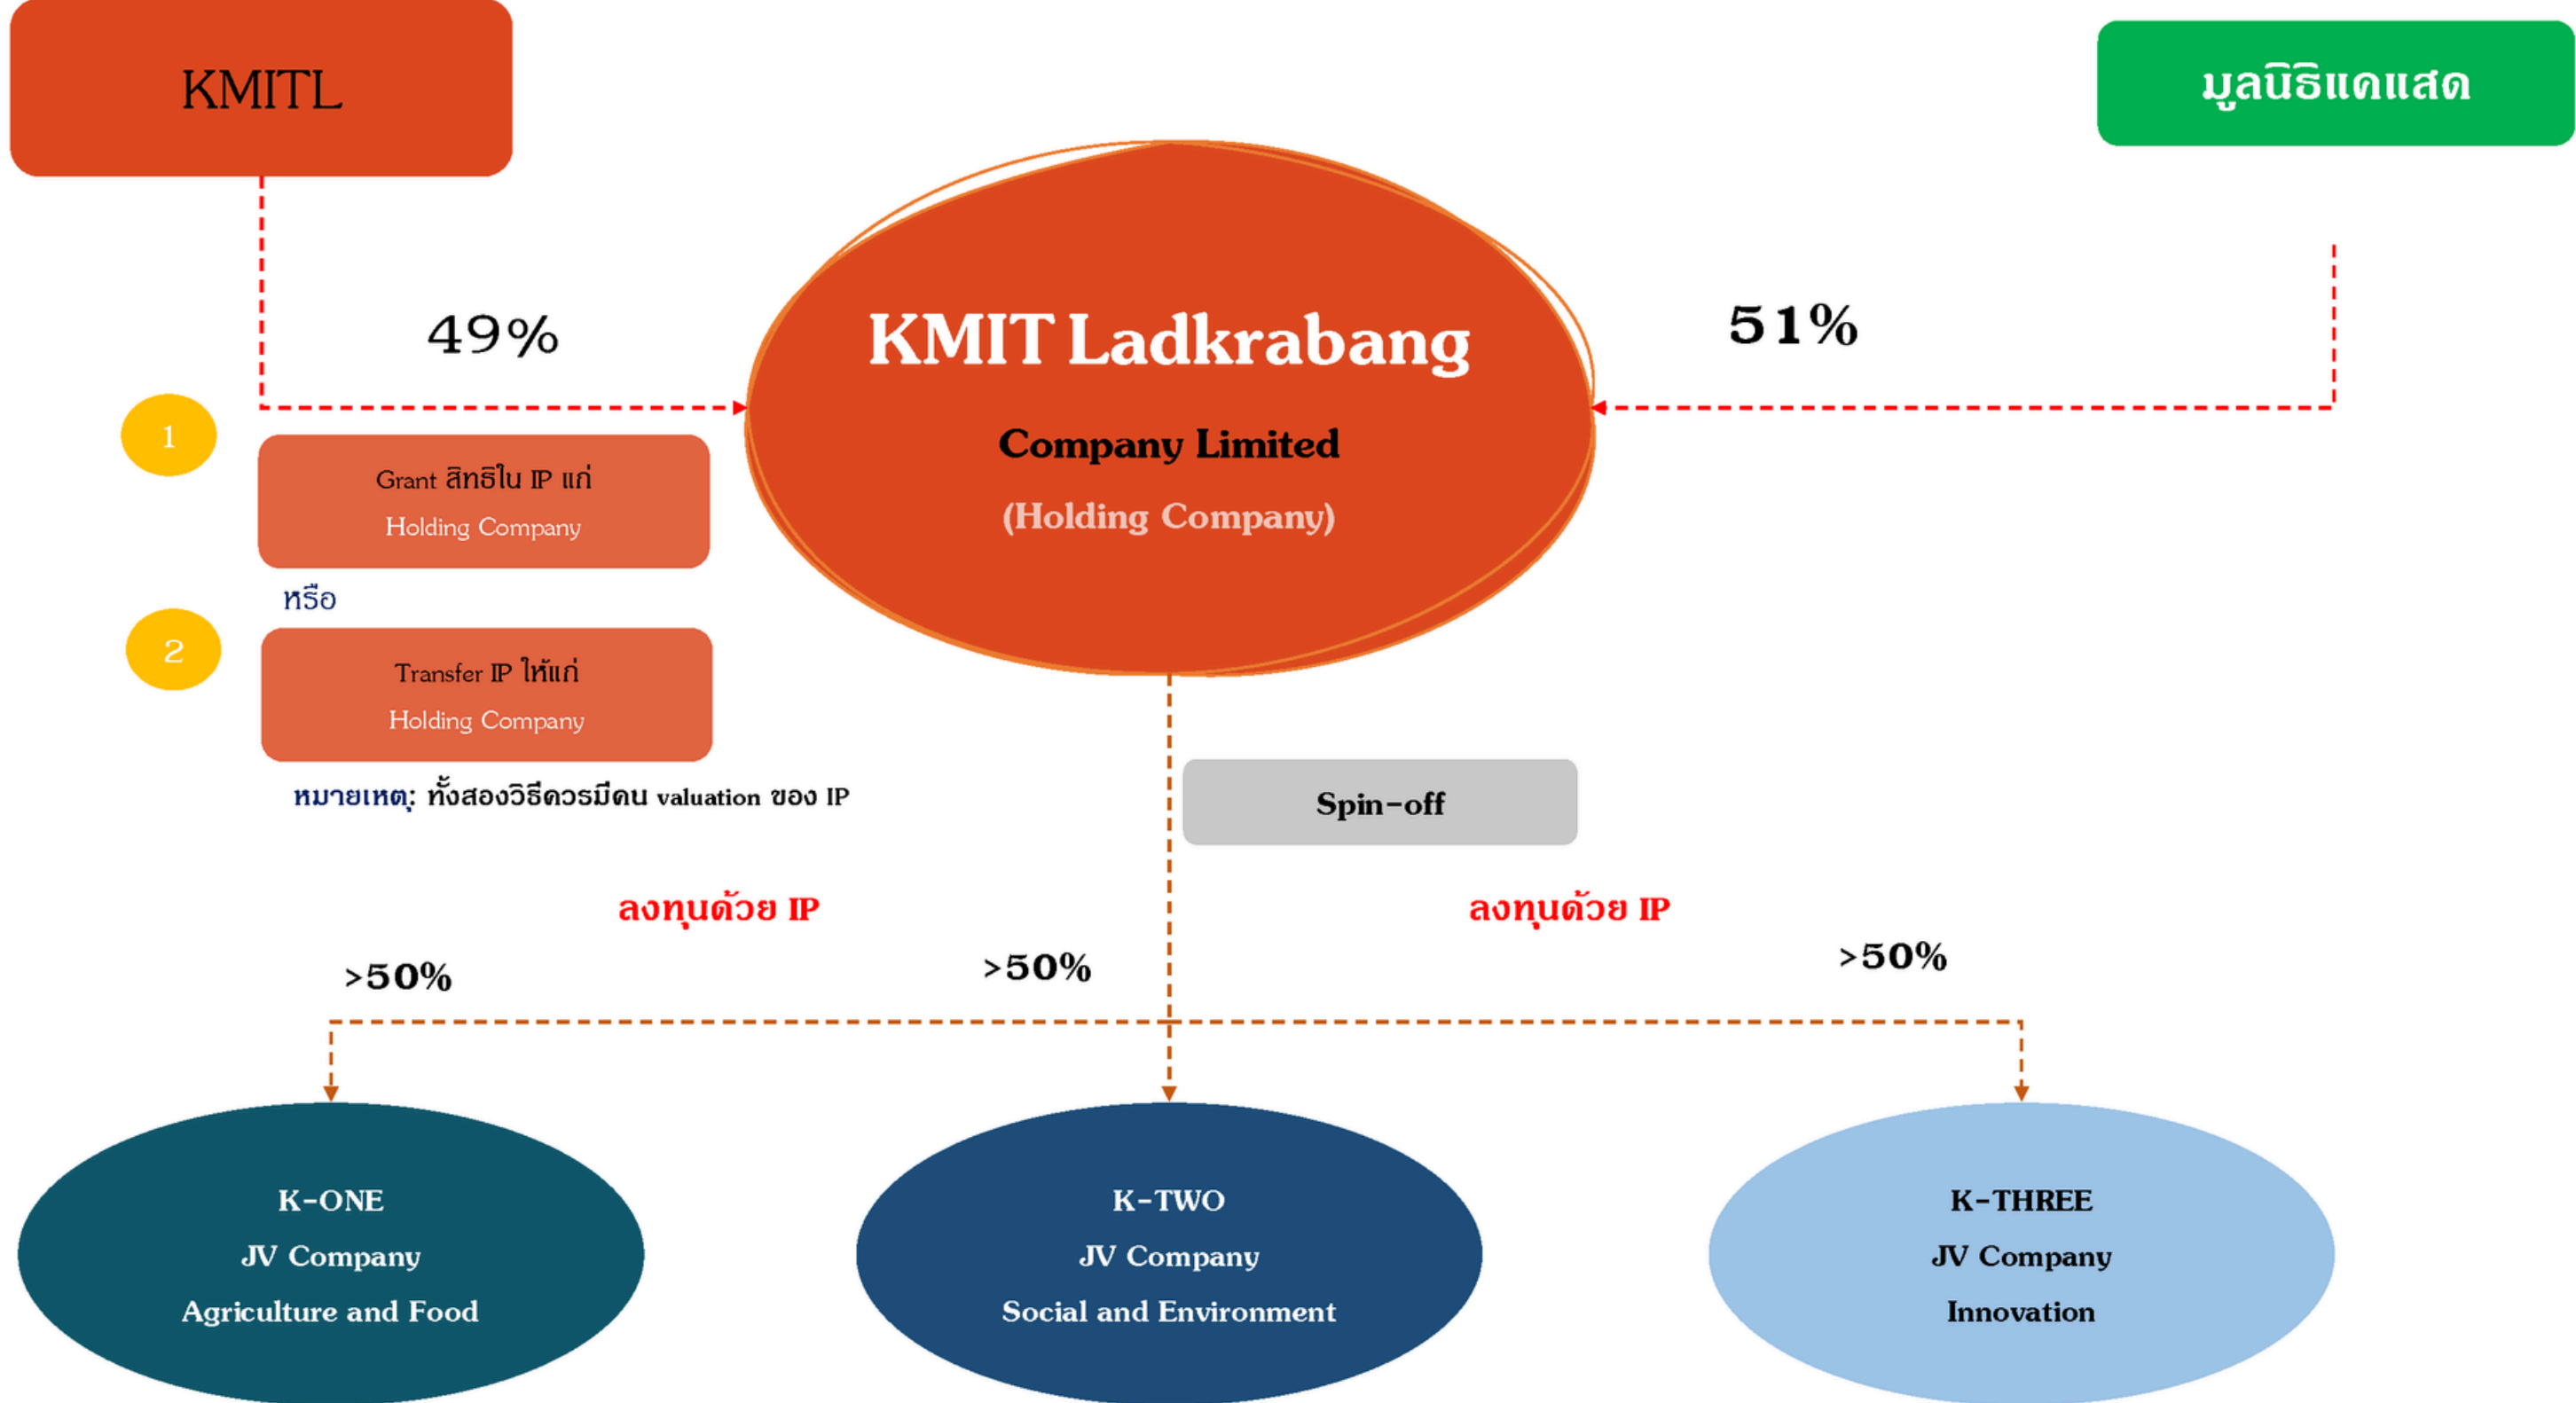 KMITL
มูลนิธิแคแสด
49%
KMIT Ladkrabang
51%
Company Limited
(Holding Company)
1
Grant สิทธิใน IP แก่
Holding Company
หรือ
2
Transfer IP ให้แก่
Holding Company
หมายเหตุ: ทั้งสองวิธีควรมีคน valuation ของ IP
Spin-off
ลงทุนด้วย IP
ลงทุนด้วย IP
>50%
>50%
>50%
K-ONE
JV Company
Agriculture and Food
K-TWO
JV Company
Social and Environment
K-THREE
JV Company
Innovation